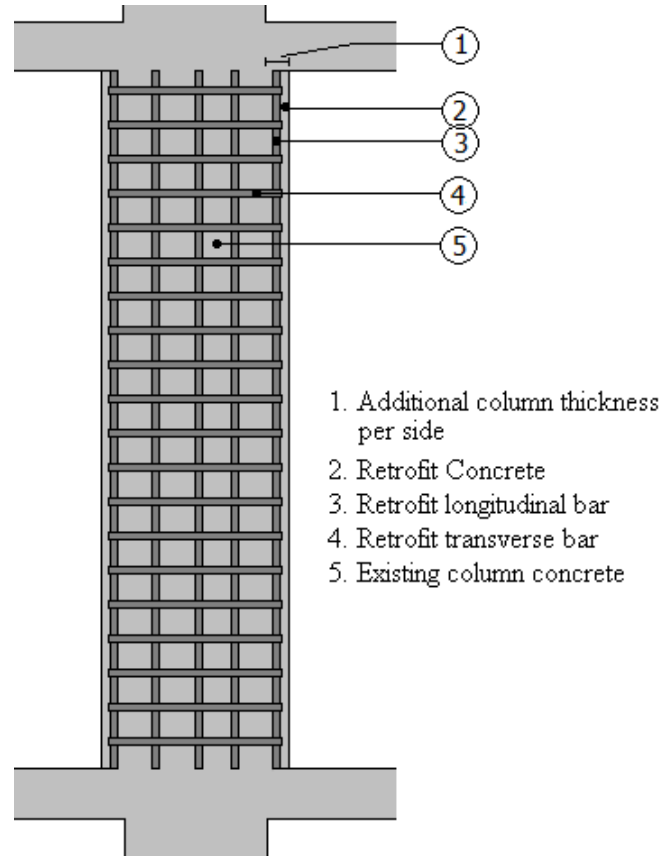 1
2
3
4
5
1. Additional column thickness
per side
2. Retrofit Concrete
3. Retrofit longitudinal bar
4. Retrofit transverse bar
5. Existing column concrete